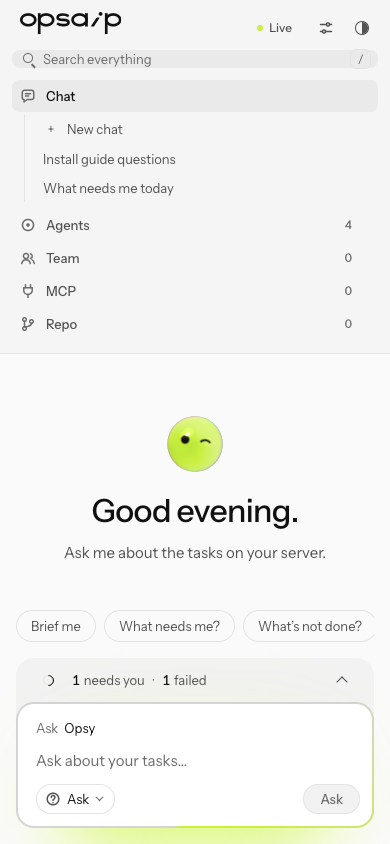 opsaip
Live
Search everything /
Chat
+ New chat
Install guide questions
What needs me today
Agents 4
Team 0
MCP 0
Repo 0
Good evening.
Ask me about the tasks on your server.
Brief me What needs me? What's not done?
1 needs you · 1 failed
Ask Opsy
Ask about your tasks...
Ask Ask